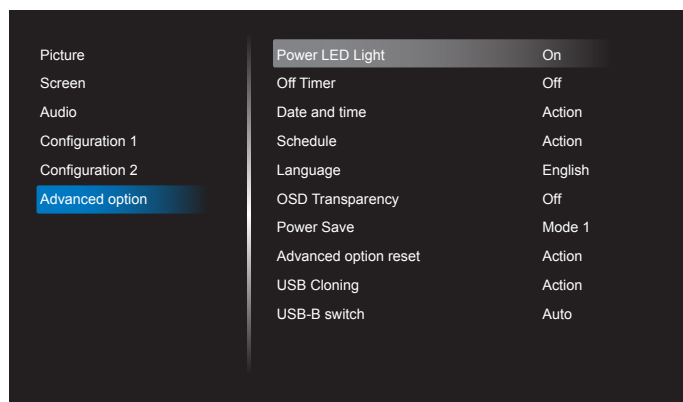 Picture
Screen
Audio
Configuration 1
Configuration 2
Advanced option
Power LED Light On
Off Timer Off
Date and time Action
Schedule Action
Language English
OSD Transparency Off
Power Save Mode 1
Advanced option reset Action
USB Cloning Action
USB-B switch Auto